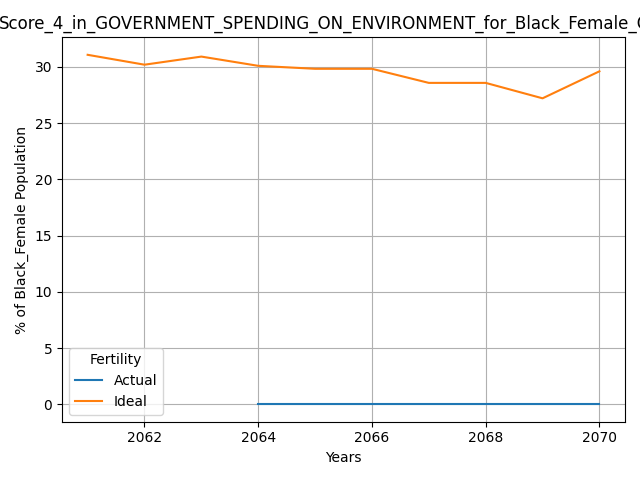 Score_4_in_GOVERNMENT_SPENDING_ON_ENVIRONMENT_for_Black_Female_
% of Black_Female Population
30
25
20
15
10
5
0
Fertility
Actual
Ideal
2062 2064 2066 2068 2070
Years